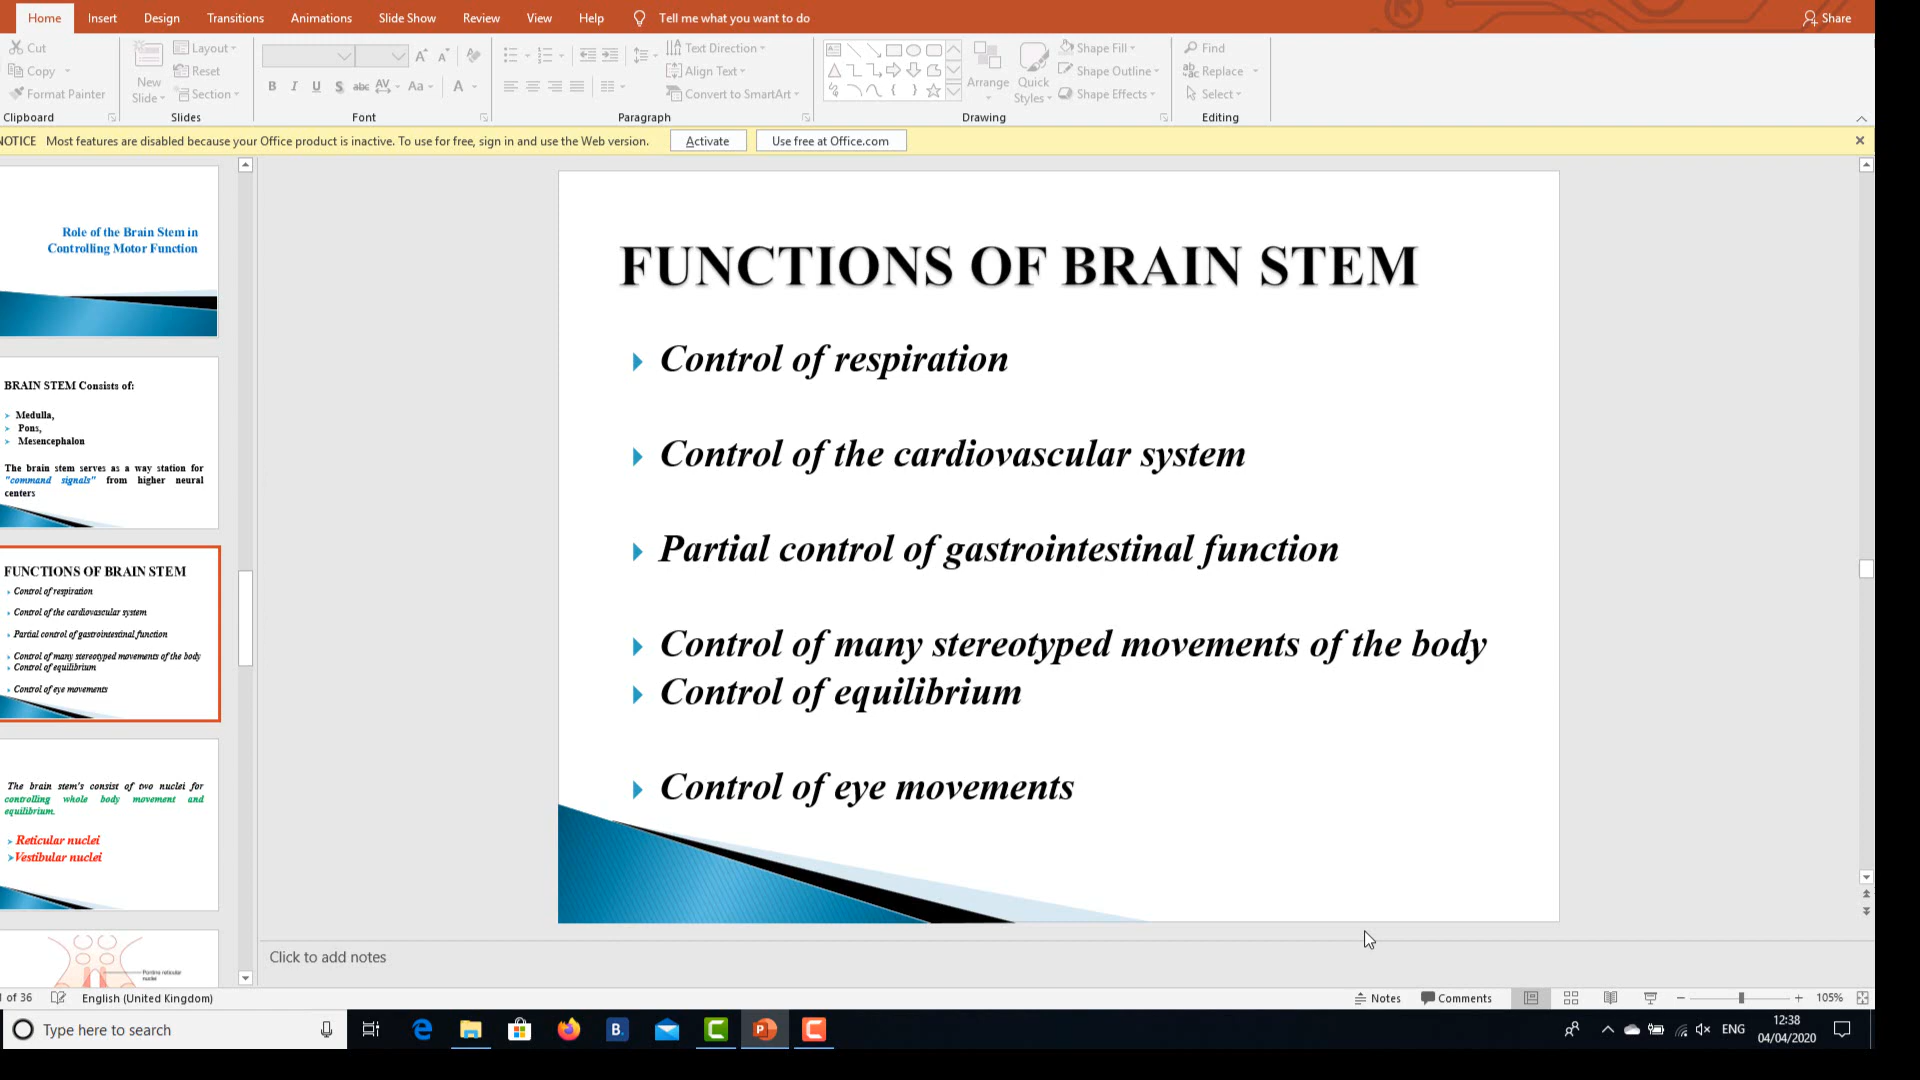 Home Insert Design Transitions Animations Slide Show Review View Help Tell me what you want to do Share
Cut
Copy
Format Painter
Clipboard
New Slide
Layout
Reset
Section
Slides
B I U S abc AV Aa A
Font
Text Direction
Align Text
Convert to SmartArt
Paragraph
Arrange
Quick Styles
Shape Fill
Shape Outline
Shape Effects
Drawing
Find
Replace
Select
Editing
NOTICE Most features are disabled because your Office product is inactive. To use for free, sign in and use the Web version. Activate Use free at Office.com
Role of the Brain Stem in
Controlling Motor Function
BRAIN STEM Consists of:
Medulla,
Pons,
Mesencephalon
The brain stem serves as a way station for
"command signals" from higher neural
centers
FUNCTIONS OF BRAIN STEM
Control of respiration
Control of the cardiovascular system
Partial control of gastrointestinal function
Control of many stereotyped movements of the body
Control of equilibrium
Control of eye movements
The brain stem's consist of two nuclei for
controlling whole body movement and
equilibrium.
Reticular nuclei
Vestibular nuclei
Pontine reticular
nuclei
FUNCTIONS OF BRAIN STEM
Control of respiration
Control of the cardiovascular system
Partial control of gastrointestinal function
Control of many stereotyped movements of the body
Control of equilibrium
Control of eye movements
Click to add notes
of 36 English (United Kingdom) Notes Comments 105%
Type here to search
B.
ENG
12:38
04/04/2020